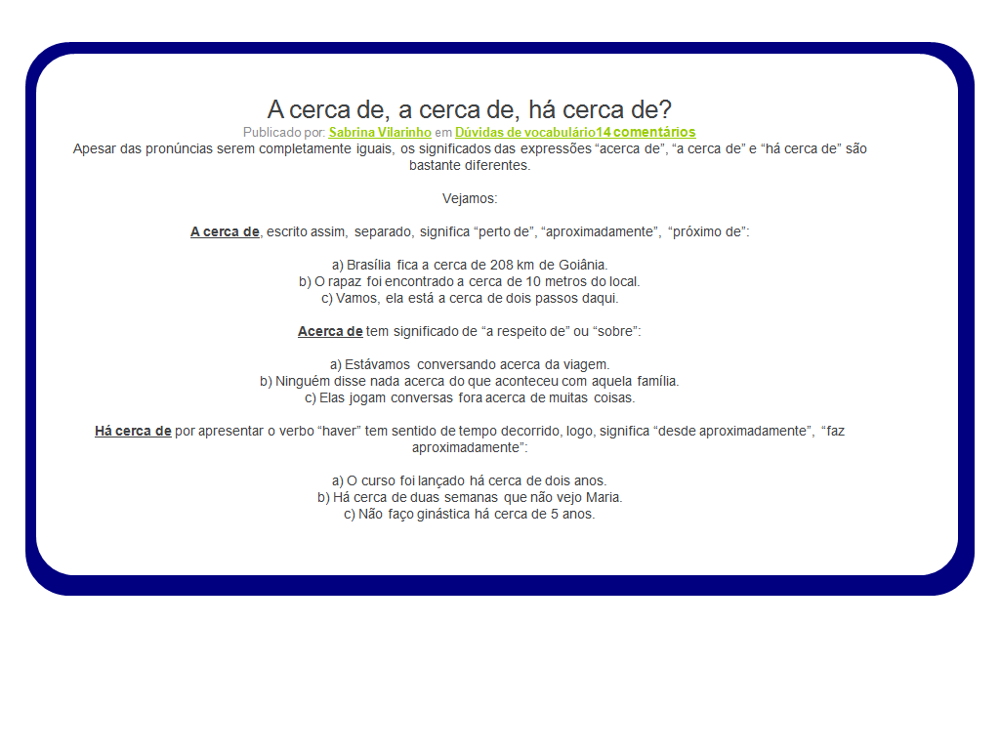 A cerca de, a cerca de, há cerca de?
Publicado por: Sabrina Vilarinho em Dúvidas de vocabulário14 comentários
Apesar das pronúncias serem completamente iguais, os significados das expressões “acerca de”, “a cerca de” e “há cerca de” são
bastante diferentes.
Vejamos:
A cerca de, escrito assim, separado, significa “perto de”, “aproximadamente”, “próximo de”:
a) Brasília fica a cerca de 208 km de Goiânia.
b) O rapaz foi encontrado a cerca de 10 metros do local.
c) Vamos, ela está a cerca de dois passos daqui.
Acerca de tem significado de “a respeito de” ou “sobre”:
a) Estávamos conversando acerca da viagem.
b) Ninguém disse nada acerca do que aconteceu com aquela família.
c) Elas jogam conversas fora acerca de muitas coisas.
Há cerca de por apresentar o verbo “haver” tem sentido de tempo decorrido, logo, significa “desde aproximadamente”, “faz
aproximadamente”:
a) O curso foi lançado há cerca de dois anos.
b) Há cerca de duas semanas que não vejo Maria.
c) Não faço ginástica há cerca de 5 anos.